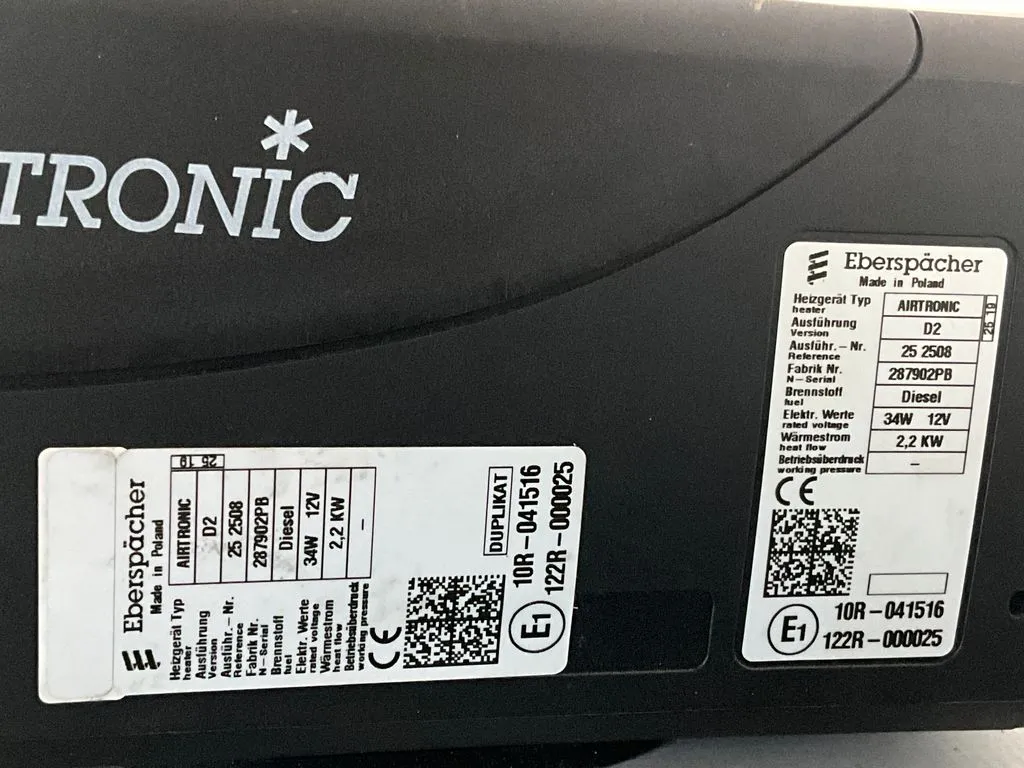 TRONIC
Eberspächer
Made in Poland
Heizgerät Typ AIRTRONIC
heater
25 19
Ausführung D2
Version
Ausführ.-Nr. 25 2508
Reference
Fabrik Nr. 287902PB
N-Serial
Brennstoff Diesel
fuel
Elektr. Werte 34W 12V
rated voltage
Wärmestrom 2,2 KW
heat flow
Betriebsüberdruck –
working pressure
CE
E1
10R-041516
122R-000025
Eberspächer
Made in Poland
25 19
Heizgerät Typ AIRTRONIC
heater
Ausführung D2
Version
Ausführ.-Nr. 25 2508
Reference
Fabrik Nr. 287902PB
N-Serial
Brennstoff Diesel
fuel
Elektr. Werte 34W 12V
rated voltage
Wärmestrom 2,2 KW
heat flow
Betriebsüberdruck –
working pressure
CE
DUPLIKAT
E1
10R-041516
122R-000025